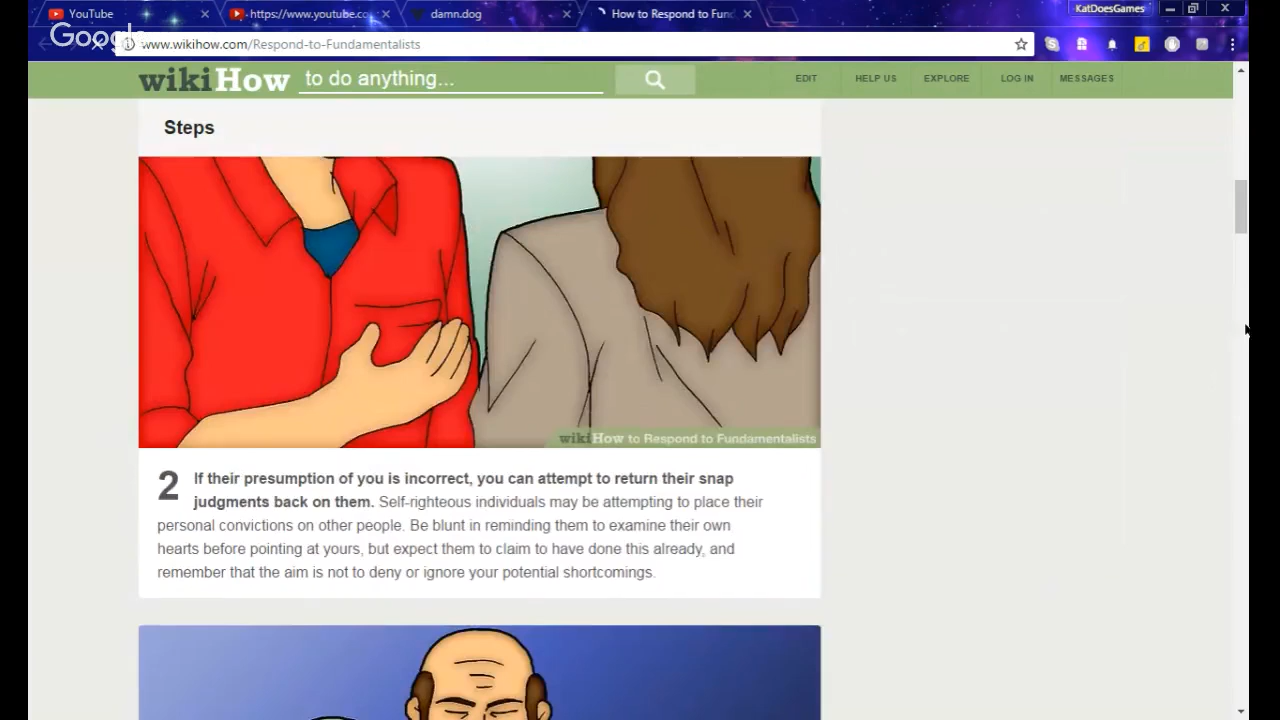 YouTube
https://www.youtube.cc
damn.dog
How to Respond to Fun
KatDoesGames
Google
www.wikihow.com/Respond-to-Fundamentalists
wikiHow to do anything...
EDIT
HELP US
EXPLORE
LOG IN
MESSAGES
Steps
wikiHow to Respond to Fundamentalists
2 If their presumption of you is incorrect, you can attempt to return their snap
judgments back on them. Self-righteous individuals may be attempting to place their
personal convictions on other people. Be blunt in reminding them to examine their own
hearts before pointing at yours, but expect them to claim to have done this already, and
remember that the aim is not to deny or ignore your potential shortcomings.